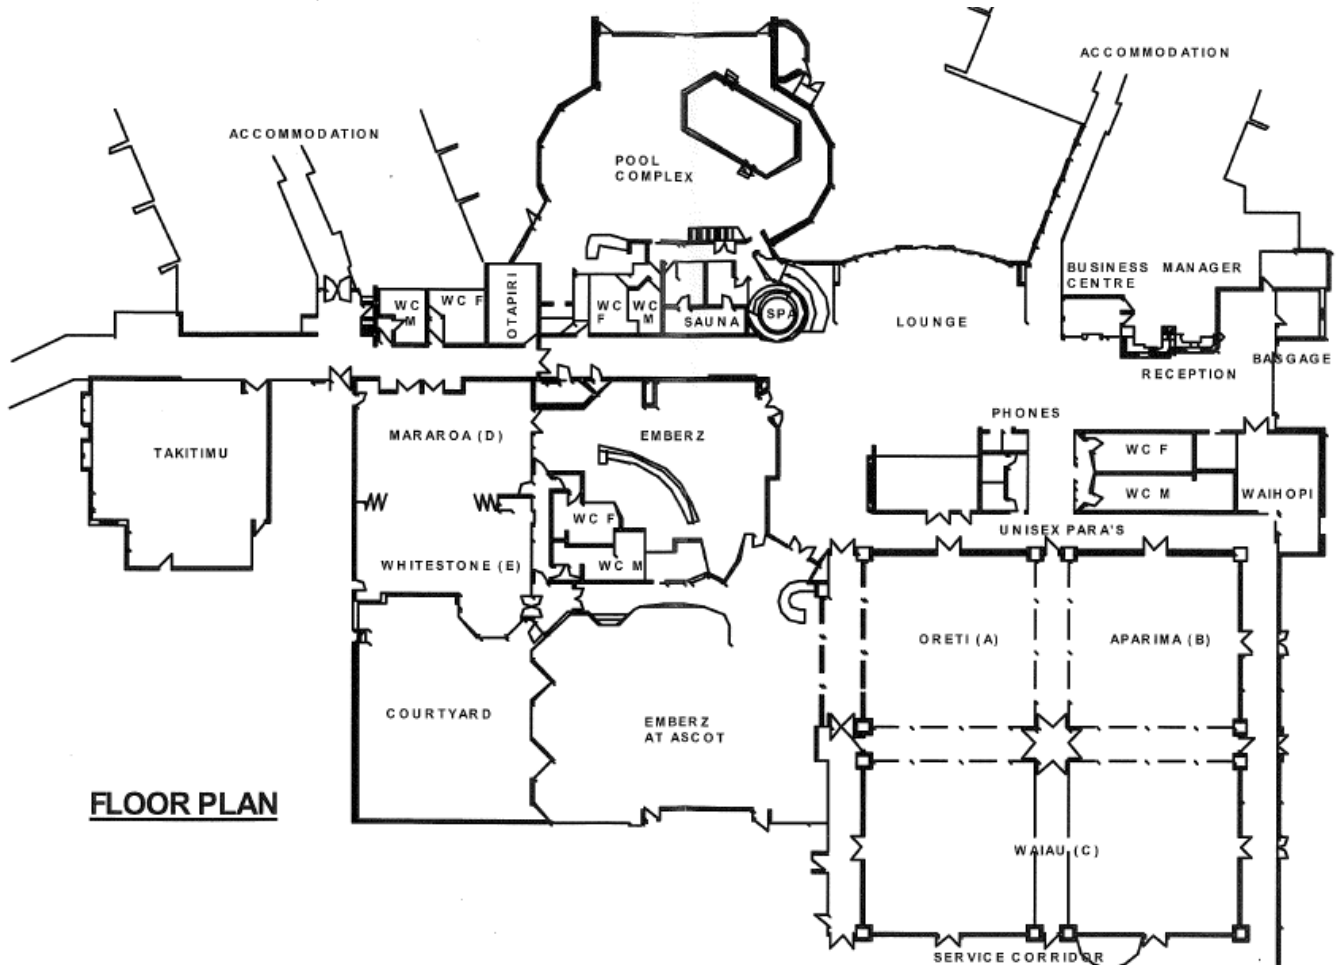 ACCOMMODATION
ACCOMMODATION
POOL
COMPLEX
BUSINESS
CENTRE
MANAGER
WC
M
WC F
OTAPIRI
WC
F
WC
M
SAUNA
SPA
LOUNGE
BAGGAGE
RECEPTION
PHONES
MARAROA (D)
EMBERZ
TAKITIMU
WC F
WC M
WAIHOPI
WC F
UNISEX PARA'S
WHITESTONE (E)
WC M
ORETI (A)
APARIMA (B)
COURTYARD
EMBERZ
AT ASCOT
FLOOR PLAN
WAIAU (C)
SERVICE CORRIDOR